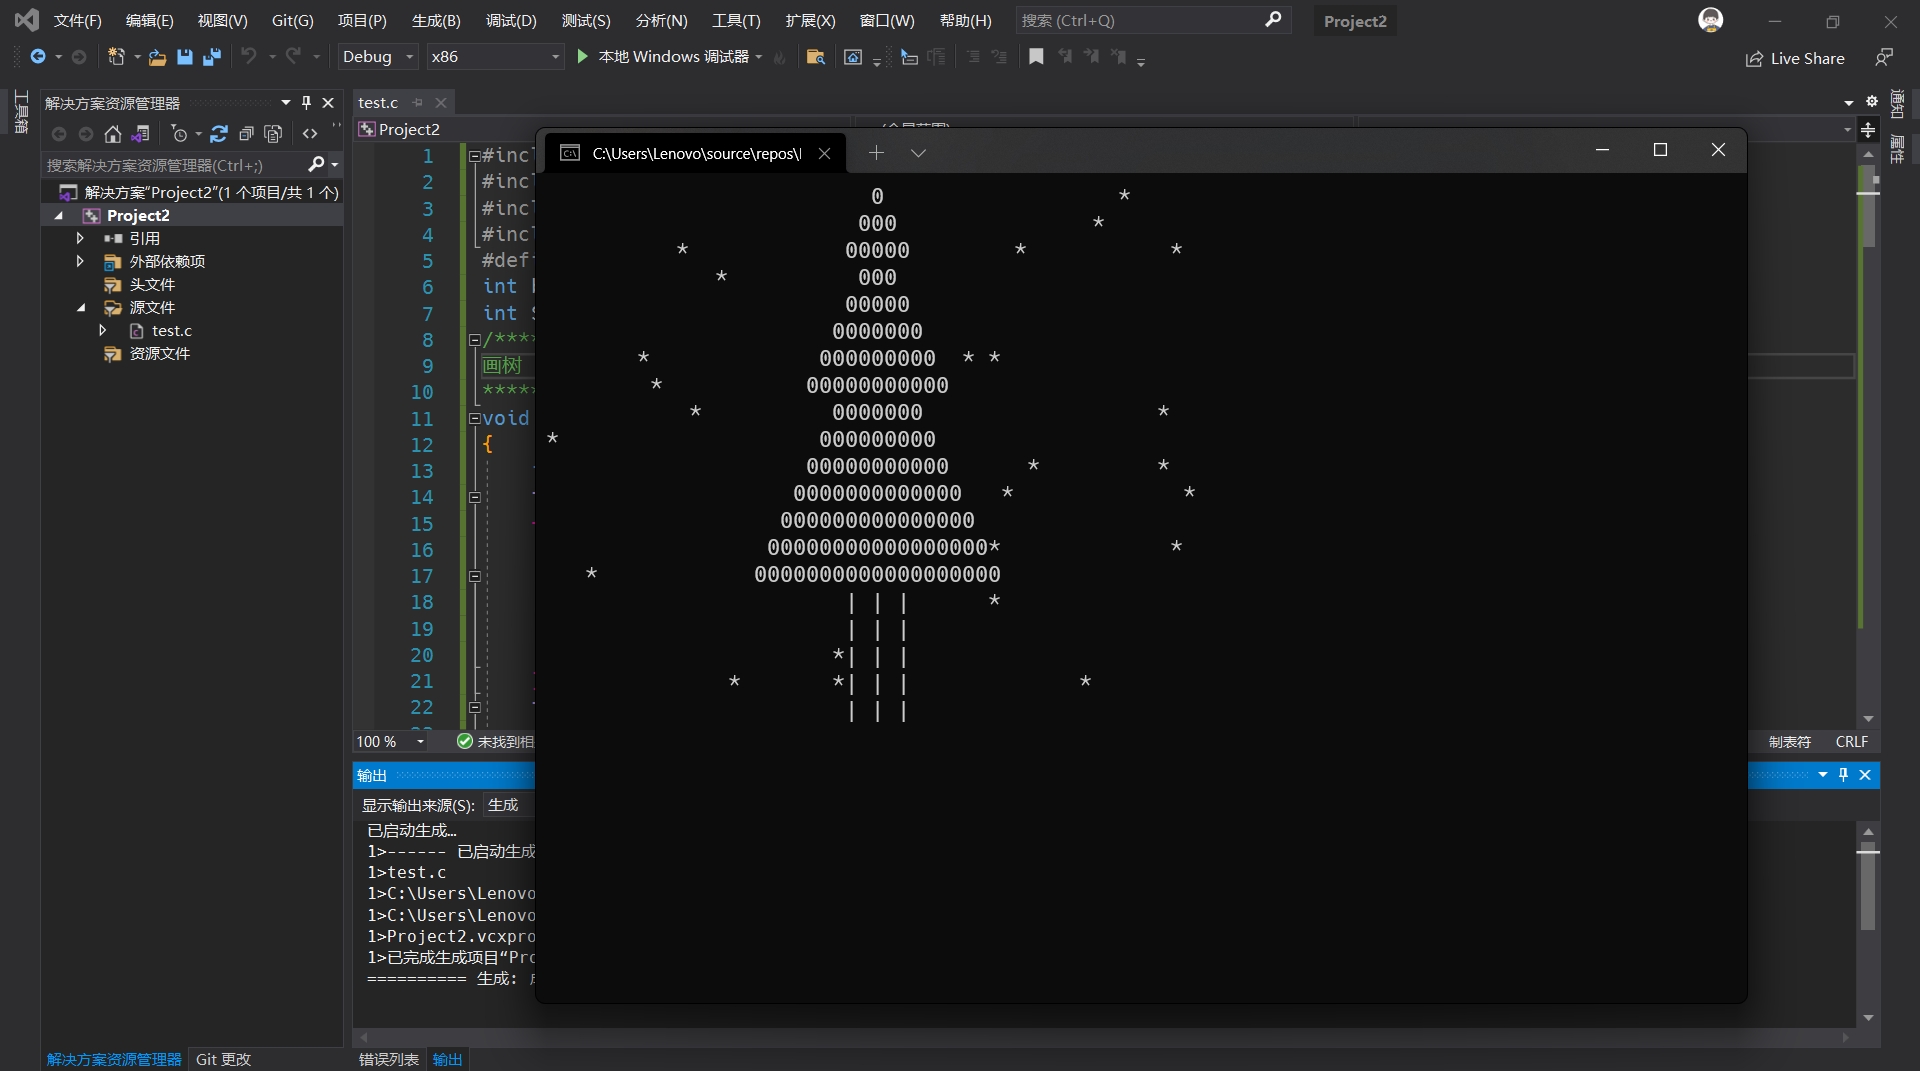 文件(F) 编辑(E) 视图(V) Git(G) 项目(P) 生成(B) 调试(D) 测试(S) 分析(N) 工具(T) 扩展(X) 窗口(W) 帮助(H) 搜索 (Ctrl+Q) Project2
Debug x86 本地 Windows 调试器 Live Share
工具箱
解决方案资源管理器
搜索解决方案资源管理器(Ctrl+;)
解决方案“Project2”(1 个项目/共 1 个)
Project2
引用
外部依赖项
头文件
源文件
test.c
资源文件
解决方案资源管理器 Git 更改
test.c
Project2
1 #incl
2 #incl
3 #incl
4 #incl
5 #def
6 int
7 int
8 /****
9 画树
10 *****
11 void
12 {
13
14
15
16
17
18
19
20
21
22
100 % 未找到相
制表符 CRLF
C:\Users\Lenovo\source\repos\
0 *
000 *
* 00000 * *
* 000
00000
0000000
* 000000000 * *
* 00000000000
* 0000000 *
* 000000000
00000000000 * *
0000000000000 * *
000000000000000
00000000000000000* *
* 0000000000000000000
| | | *
| | |
*| | |
* *| | | *
| | |
输出
显示输出来源(S): 生成
已启动生成…
1>------ 已启动生成
1>test.c
1>C:\Users\Lenovo
1>C:\Users\Lenovo
1>Project2.vcxpro
1>已完成生成项目“Pro
========== 生成:
错误列表 输出
通知
属性